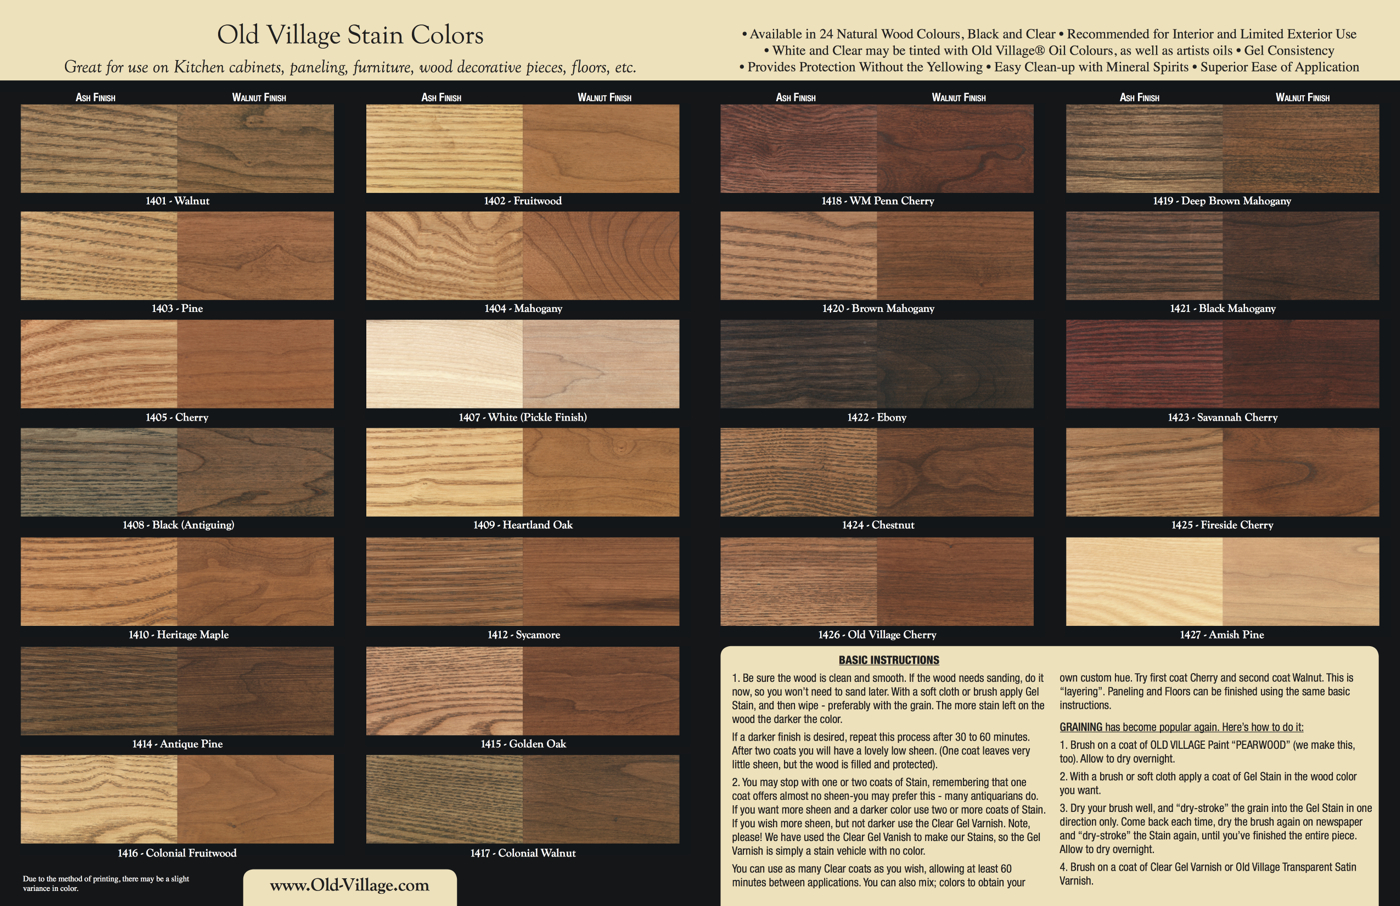 Old Village Stain Colors
Great for use on Kitchen cabinets, paneling, furniture, wood decorative pieces, floors, etc.
• Available in 24 Natural Wood Colours, Black and Clear • Recommended for Interior and Limited Exterior Use
• White and Clear may be tinted with Old Village® Oil Colours, as well as artists oils • Gel Consistency
• Provides Protection Without the Yellowing • Easy Clean-up with Mineral Spirits • Superior Ease of Application
Ash Finish Walnut Finish Ash Finish Walnut Finish Ash Finish Walnut Finish Ash Finish Walnut Finish
1401 - Walnut
1402 - Fruitwood
1403 - Pine
1404 - Mahogany
1405 - Cherry
1407 - White (Pickle Finish)
1408 - Black (Antiguing)
1409 - Heartland Oak
1410 - Heritage Maple
1412 - Sycamore
1414 - Antique Pine
1415 - Golden Oak
1416 - Colonial Fruitwood
1417 - Colonial Walnut
Due to the method of printing, there may be a slight
variance in color.
www.Old-Village.com
1418 - WM Penn Cherry
1419 - Deep Brown Mahogany
1420 - Brown Mahogany
1421 - Black Mahogany
1422 - Ebony
1423 - Savannah Cherry
1424 - Chestnut
1425 - Fireside Cherry
1426 - Old Village Cherry
1427 - Amish Pine
BASIC INSTRUCTIONS
1. Be sure the wood is clean and smooth. If the wood needs sanding, do it
now, so you won't need to sand later. With a soft cloth or brush apply Gel
Stain, and then wipe - preferably with the grain. The more stain left on the
wood the darker the color.
If a darker finish is desired, repeat this process after 30 to 60 minutes.
After two coats you will have a lovely low sheen. (One coat leaves very
little sheen, but the wood is filled and protected).
2. You may stop with one or two coats of Stain, remembering that one
coat offers almost no sheen-you may prefer this - many antiquarians do.
If you want more sheen and a darker color use two or more coats of Stain.
If you wish more sheen, but not darker use the Clear Gel Varnish. Note,
please! We have used the Clear Gel Vanish to make our Stains, so the Gel
Varnish is simply a stain vehicle with no color.
You can use as many Clear coats as you wish, allowing at least 60
minutes between applications. You can also mix; colors to obtain your
own custom hue. Try first coat Cherry and second coat Walnut. This is
“layering”. Paneling and Floors can be finished using the same basic
instructions.
GRAINING has become popular again. Here's how to do it:
1. Brush on a coat of OLD VILLAGE Paint “PEARWOOD” (we make this,
too). Allow to dry overnight.
2. With a brush or soft cloth apply a coat of Gel Stain in the wood color
you want.
3. Dry your brush well, and “dry-stroke” the grain into the Gel Stain in one
direction only. Come back each time, dry the brush again on newspaper
and “dry-stroke” the Stain again, until you've finished the entire piece.
Allow to dry overnight.
4. Brush on a coat of Clear Gel Varnish or Old Village Transparent Satin
Varnish.